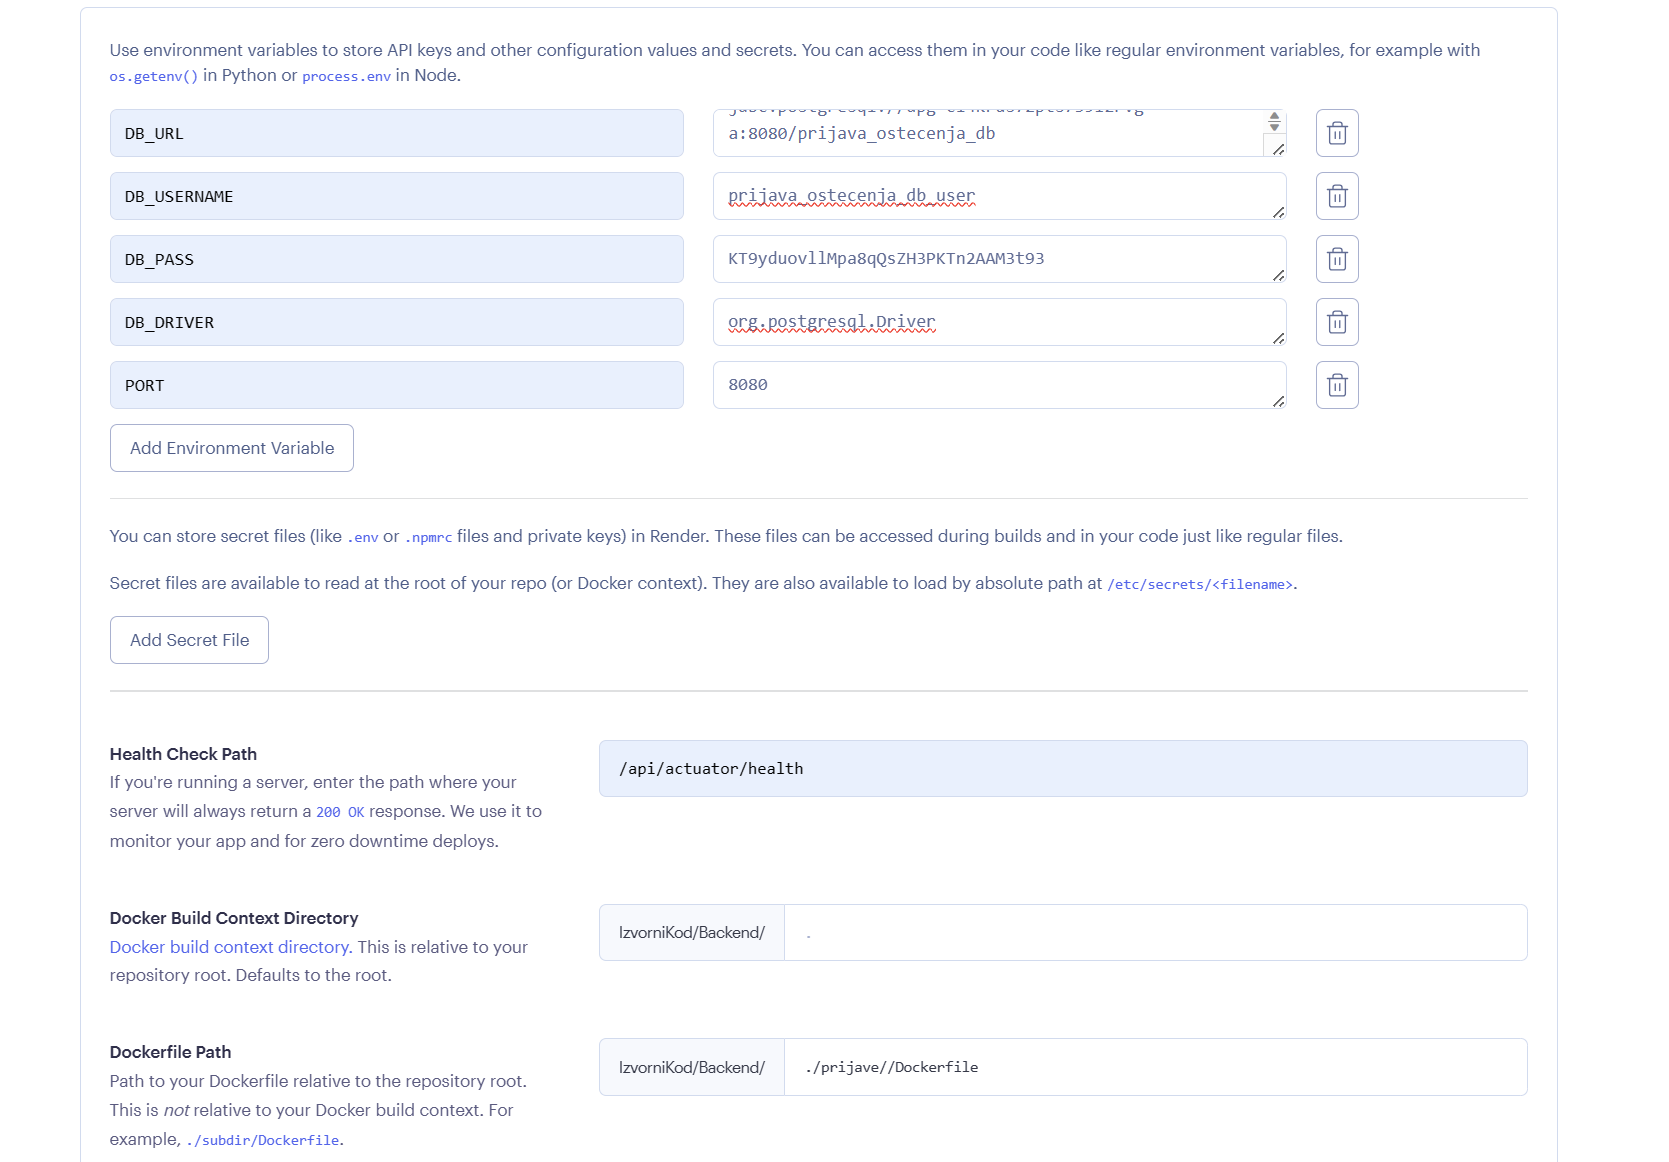 Use environment variables to store API keys and other configuration values and secrets. You can access them in your code like regular environment variables, for example with
os.getenv() in Python or process.env in Node.
DB_URL
a:8080/prijava_ostecenja_db
DB_USERNAME
prijava_ostecenja_db_user
DB_PASS
KT9yduovllMpa8qQsZH3PKTn2AAM3t93
DB_DRIVER
org.postgresql.Driver
PORT
8080
Add Environment Variable
You can store secret files (like .env or .npmrc files and private keys) in Render. These files can be accessed during builds and in your code just like regular files.
Secret files are available to read at the root of your repo (or Docker context). They are also available to load by absolute path at /etc/secrets/<filename>.
Add Secret File
Health Check Path
If you're running a server, enter the path where your
server will always return a 200 OK response. We use it to
monitor your app and for zero downtime deploys.
/api/actuator/health
Docker Build Context Directory
Docker build context directory. This is relative to your
repository root. Defaults to the root.
IzvorniKod/Backend/ .
Dockerfile Path
Path to your Dockerfile relative to the repository root.
This is not relative to your Docker build context. For
example, ./subdir/Dockerfile.
IzvorniKod/Backend/ ./prijave//Dockerfile